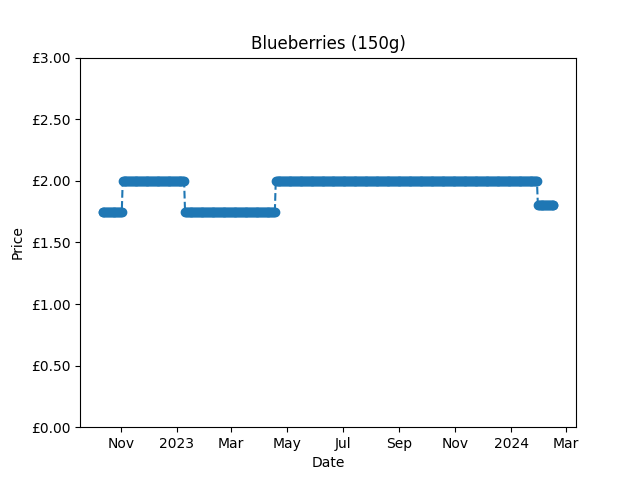 Blueberries (150g)
£3.00
£2.50
£2.00
£1.50
£1.00
£0.50
£0.00
Price
Nov 2023 Mar May Jul Sep Nov 2024 Mar
Date